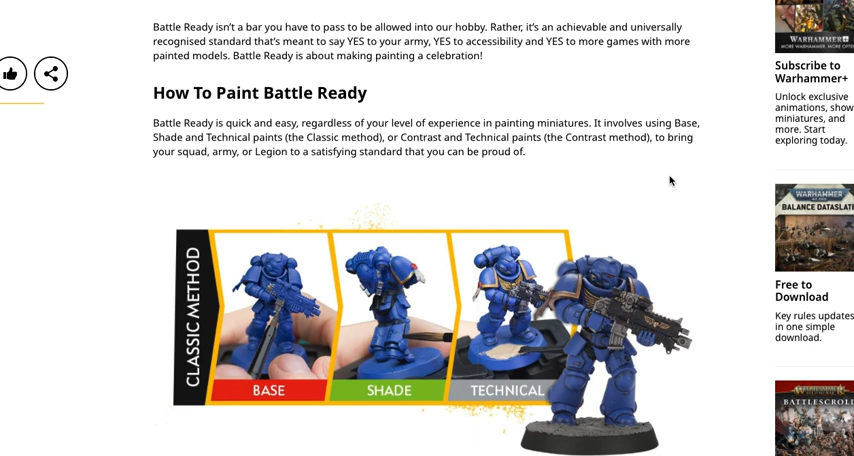 Battle Ready isn’t a bar you have to pass to be allowed into our hobby. Rather, it’s an achievable and universally
recognised standard that’s meant to say YES to your army, YES to accessibility and YES to more games with more
painted models. Battle Ready is about making painting a celebration!
How To Paint Battle Ready
Battle Ready is quick and easy, regardless of your level of experience in painting miniatures. It involves using Base,
Shade and Technical paints (the Classic method), or Contrast and Technical paints (the Contrast method), to bring
your squad, army, or Legion to a satisfying standard that you can be proud of.
CLASSIC METHOD
BASE
SHADE
TECHNICAL
WARHAMMER+
Subscribe to
Warhammer+
Unlock exclusive
animations, show
miniatures, and
more. Start
exploring today.
WARHAMMER
BALANCE DATASLATE
Free to
Download
Key rules updates
in one simple
download.
BATTLESCROLL